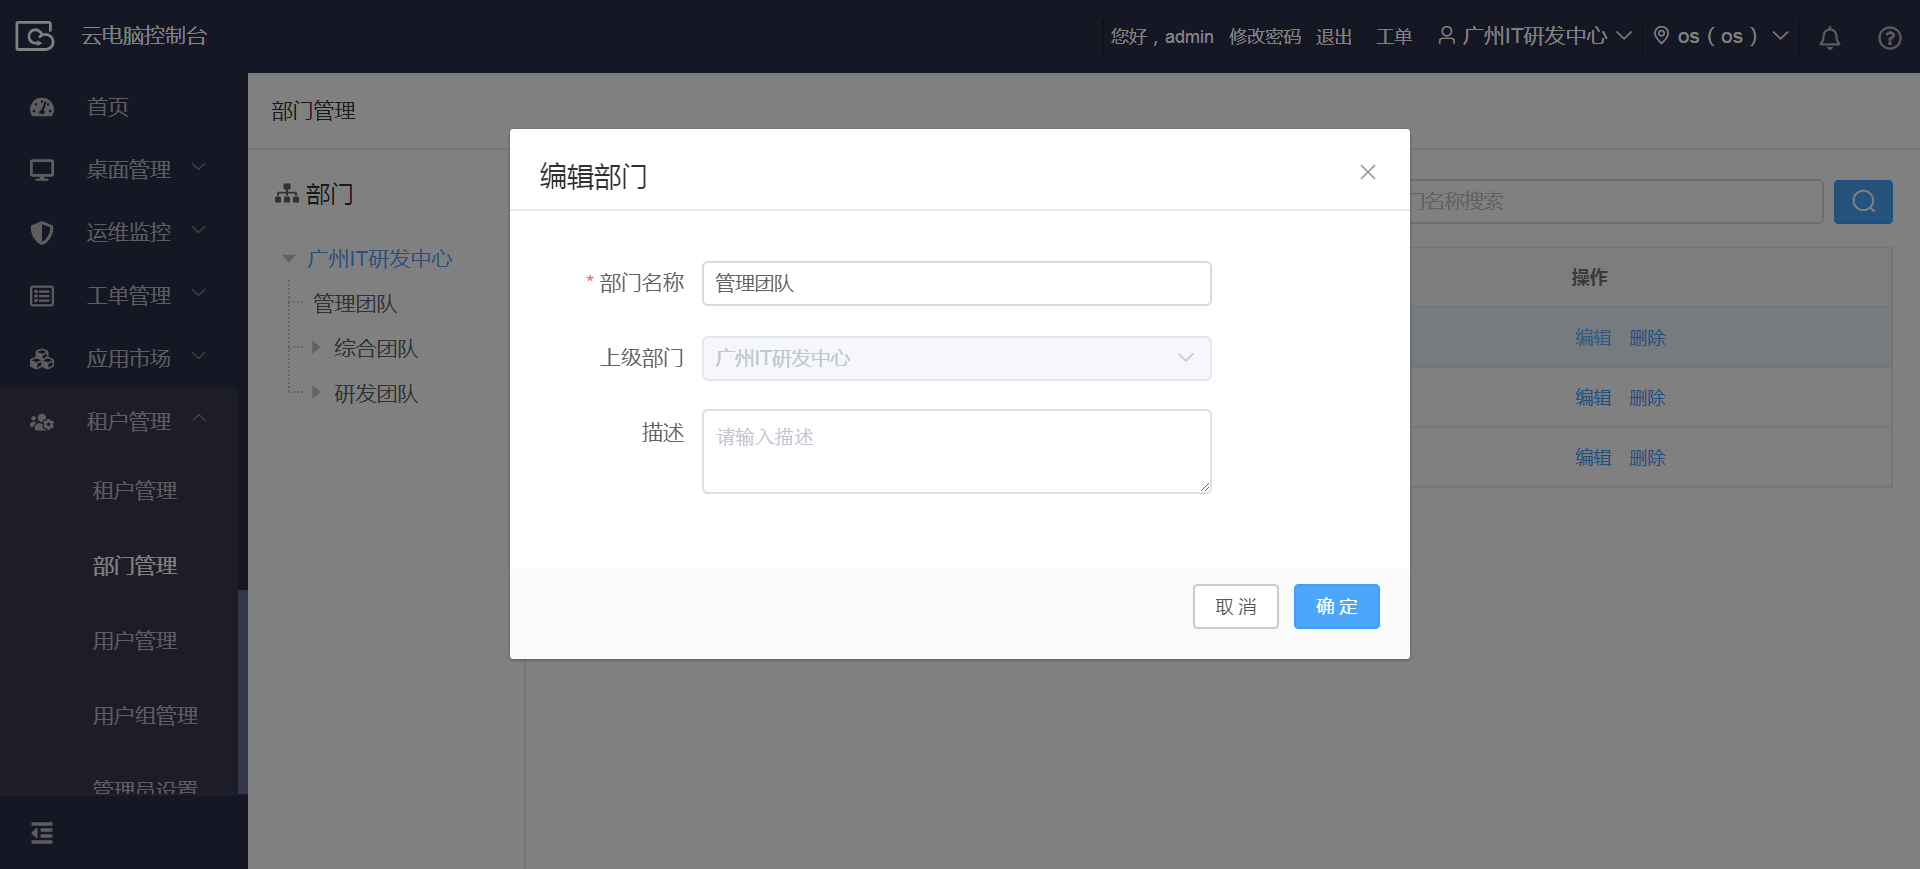 云电脑控制台
您好，admin 修改密码 退出 工单 广州IT研发中心 os（os）
首页
桌面管理
运维监控
工单管理
应用市场
租户管理
租户管理
部门管理
用户管理
用户组管理
管理员设置
部门管理
部门
广州IT研发中心
管理团队
综合团队
研发团队
门名称搜索
操作
编辑 删除
编辑 删除
编辑 删除
编辑部门
* 部门名称 管理团队
上级部门 广州IT研发中心
描述 请输入描述
取 消 确 定